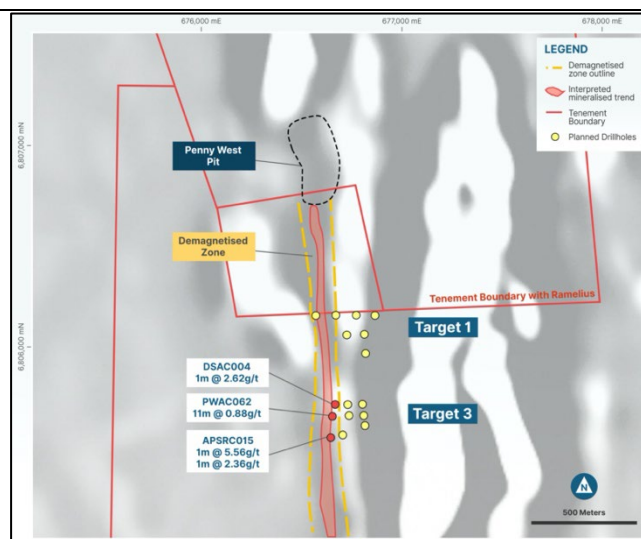 676,000 mE
677,000 mE
678,000 mE
6,807,000 mN
6,806,000 mN
LEGEND
Demagnetised
zone outline
Interpreted
mineralised trend
Tenement
Boundary
Planned Drillholes
Penny West
Pit
Demagnetised
Zone
Tenement Boundary with Ramelius
Target 1
DSAC004
1m @ 2.62g/t
PWAC062
11m @ 0.88g/t
Target 3
APSRC015
1m @ 5.56g/t
1m @ 2.36g/t
N
500 Meters